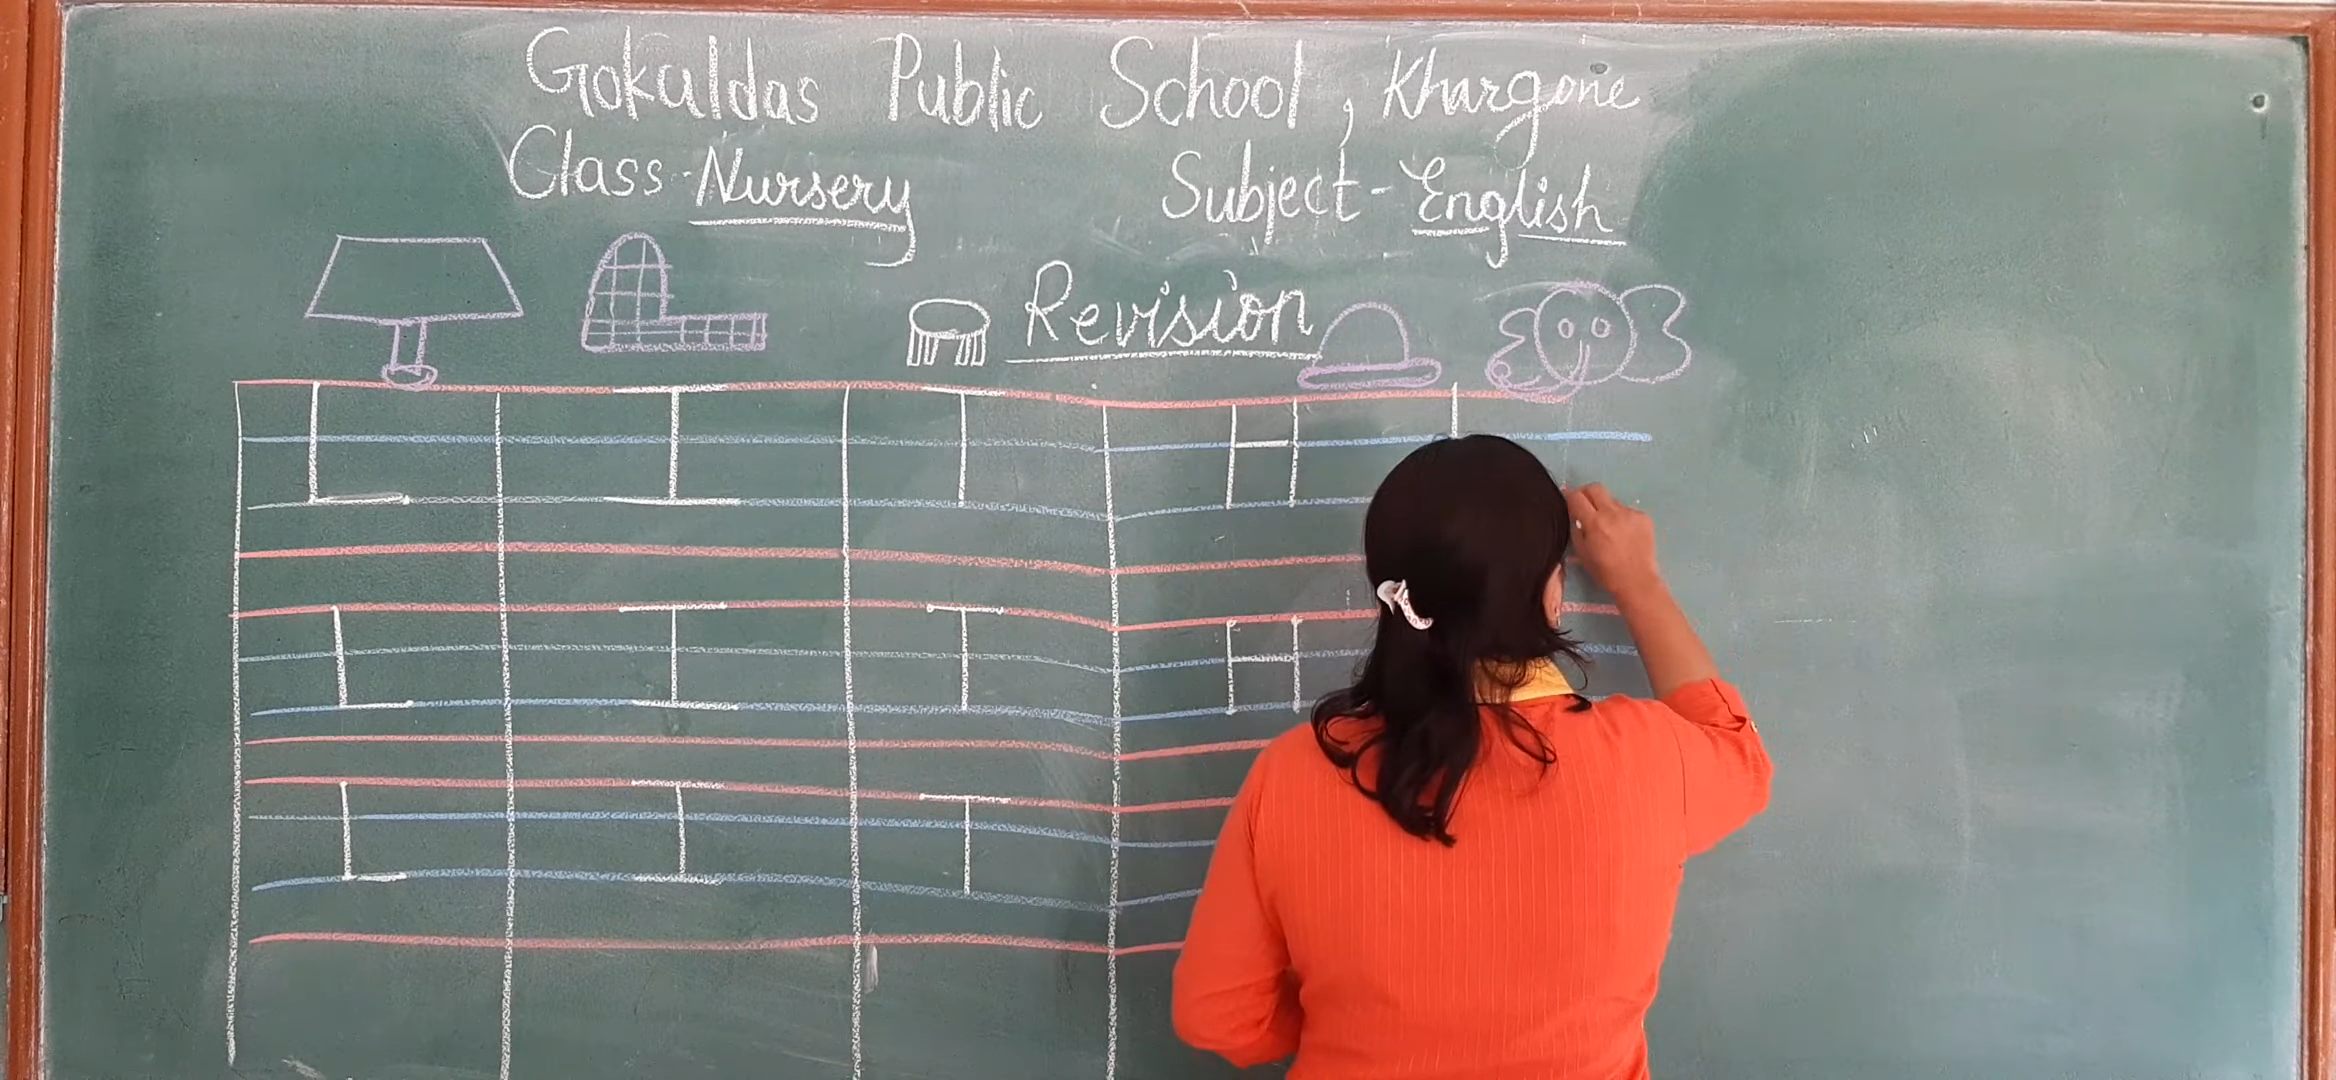 Gokuldas Public School, Khargone
Class-Nursery Subject-English
Revision
L I T H
L I T H
L I T